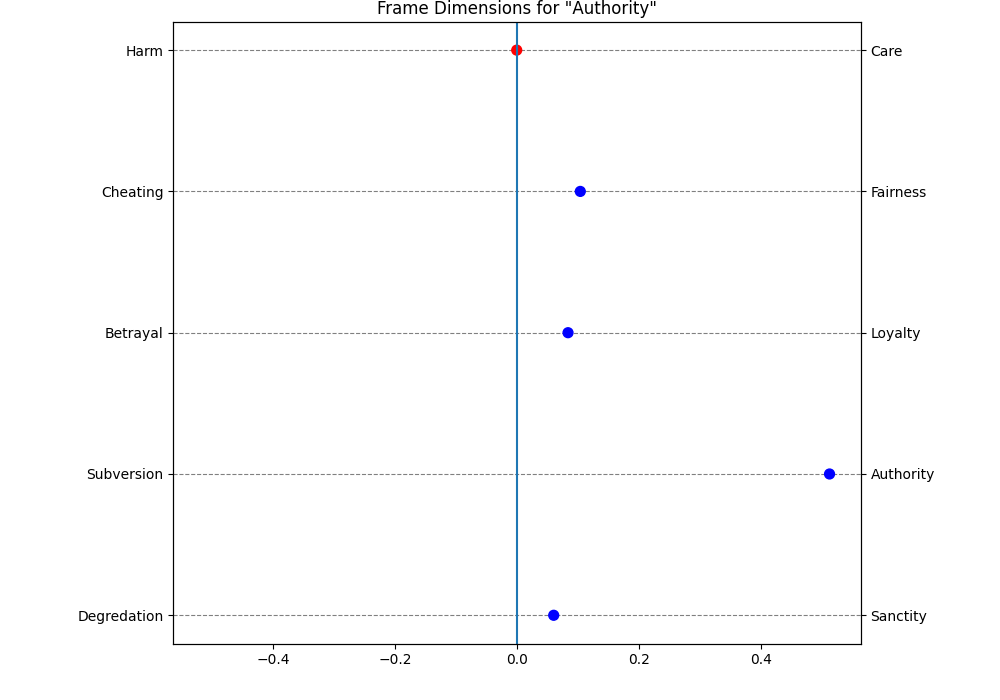 Frame Dimensions for "Authority"
Harm Care
Cheating Fairness
Betrayal Loyalty
Subversion Authority
Degredation Sanctity
−0.4 −0.2 0.0 0.2 0.4